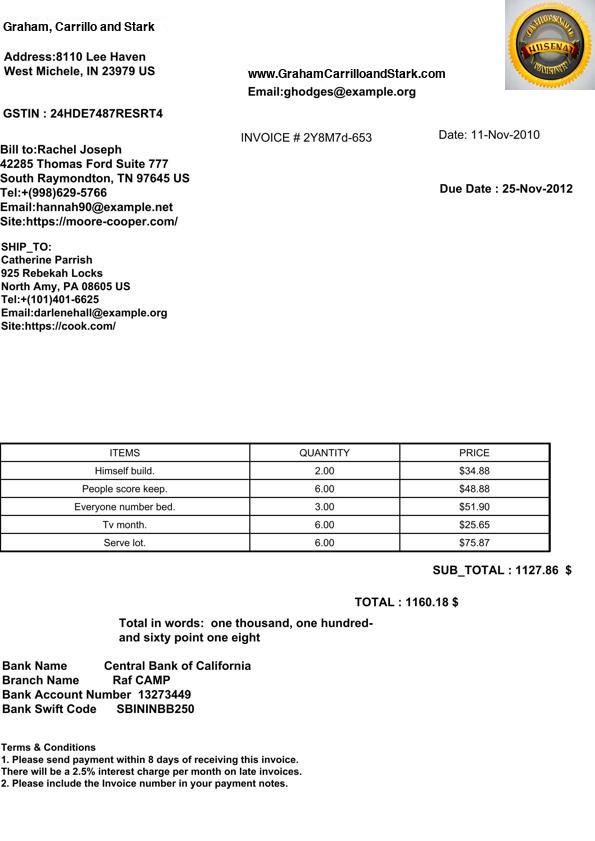 Graham, Carrillo and Stark
Address:8110 Lee Haven
West Michele, IN 23979 US
www.GrahamCarrilloandStark.com
Email:ghodges@example.org
GSTIN : 24HDE7487RESRT4
INVOICE # 2Y8M7d-653
Date: 11-Nov-2010
Due Date : 25-Nov-2012
Bill to:Rachel Joseph
42285 Thomas Ford Suite 777
South Raymondton, TN 97645 US
Tel:+(998)629-5766
Email:hannah90@example.net
Site:https://moore-cooper.com/
SHIP_TO:
Catherine Parrish
925 Rebekah Locks
North Amy, PA 08605 US
Tel:+(101)401-6625
Email:darlenehall@example.org
Site:https://cook.com/
ITEMS QUANTITY PRICE
Himself build. 2.00 $34.88
People score keep. 6.00 $48.88
Everyone number bed. 3.00 $51.90
Tv month. 6.00 $25.65
Serve lot. 6.00 $75.87
SUB_TOTAL : 1127.86 $
TOTAL : 1160.18 $
Total in words: one thousand, one hundred-
and sixty point one eight
Bank Name Central Bank of California
Branch Name Raf CAMP
Bank Account Number 13273449
Bank Swift Code SBININBB250
Terms & Conditions
1. Please send payment within 8 days of receiving this invoice.
There will be a 2.5% interest charge per month on late invoices.
2. Please include the Invoice number in your payment notes.